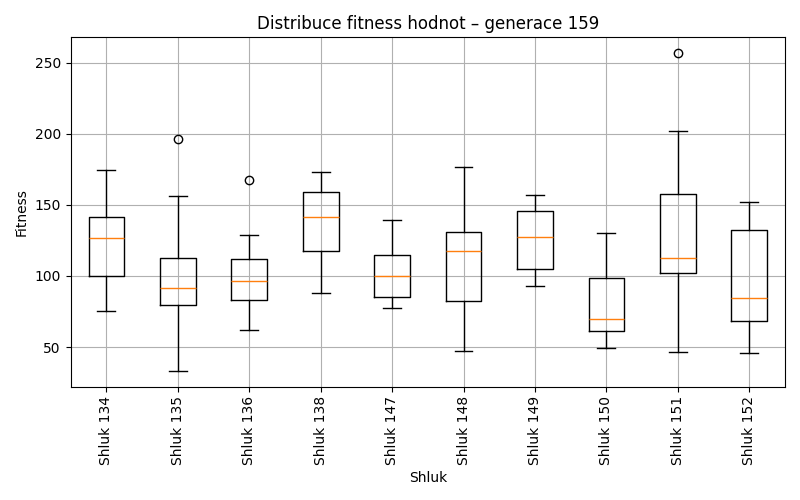 Distribuce fitness hodnot – generace 159
Fitness
250
200
150
100
50
Shluk 134
Shluk 135
Shluk 136
Shluk 138
Shluk 147
Shluk 148
Shluk 149
Shluk 150
Shluk 151
Shluk 152
Shluk